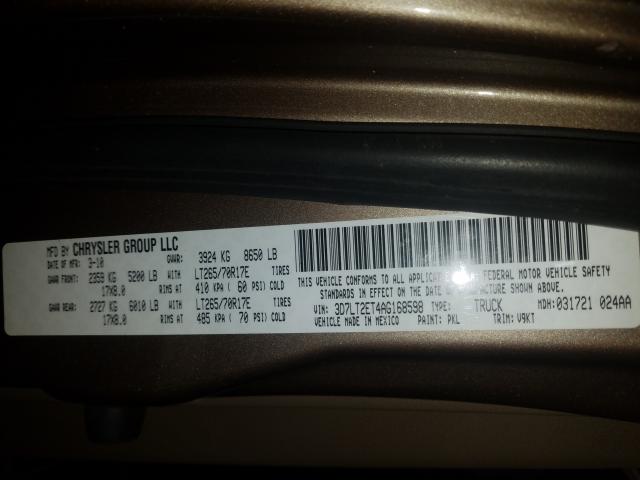 MFD BY CHRYSLER GROUP LLC
DATE OF MFR: 3-10 GVWR: 3924 KG 8650 LB
GAWR FRONT: 2359 KG 5200 LB WITH LT265/70R17E TIRES
17X8.0 RIMS AT 410 KPA ( 60 PSI) COLD
GAWR REAR: 2727 KG 6010 LB WITH LT265/70R17E TIRES
17X8.0 RIMS AT 485 KPA ( 70 PSI) COLD
THIS VEHICLE CONFORMS TO ALL APPLICA FEDERAL MOTOR VEHICLE SAFETY
STANDARDS IN EFFECT ON THE DATE FACTURE SHOWN ABOVE.
VIN: 3D7LT2ET4AG168598 TYPE: TRUCK MDH: 031721 024AA
VEHICLE MADE IN MEXICO PAINT: PKL TRIM: V9KT